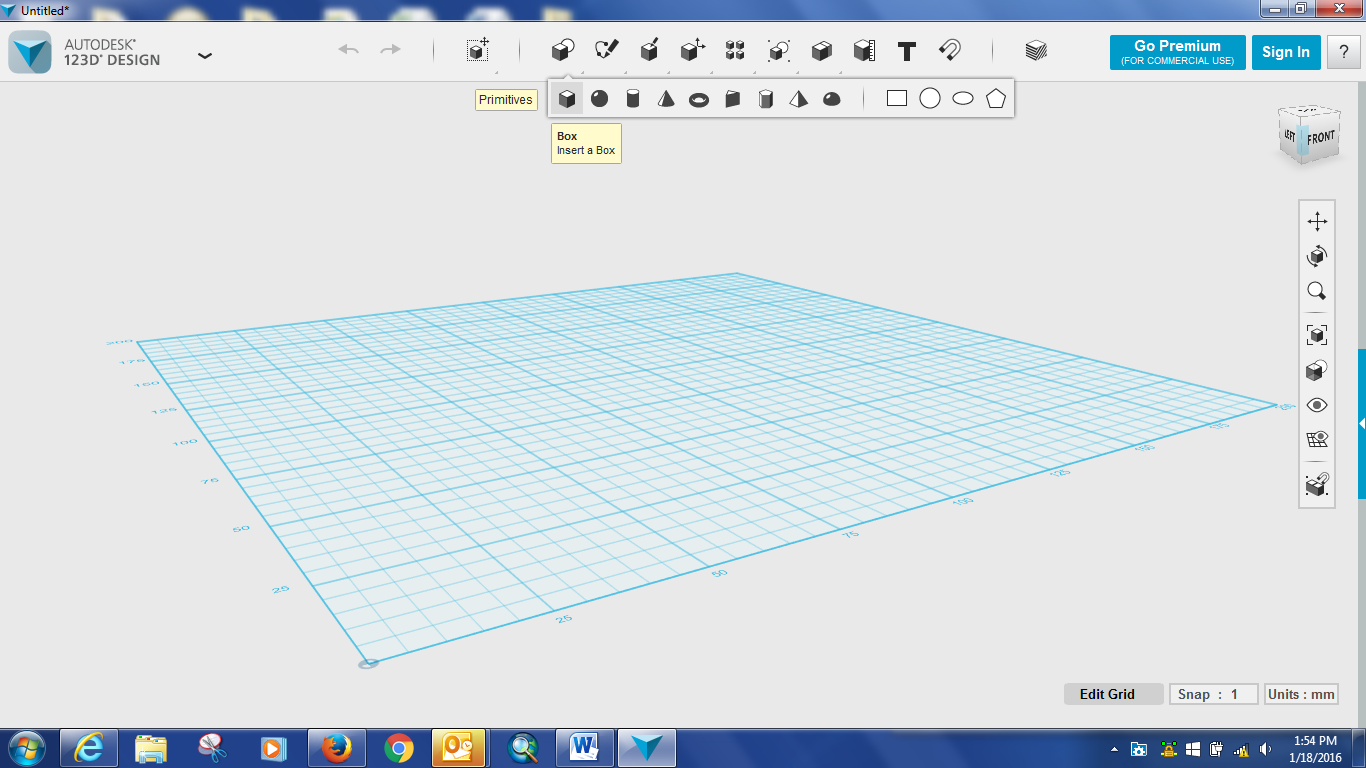 Untitled*
AUTODESK®
123D® DESIGN
Go Premium
(FOR COMMERCIAL USE)
Sign In
?
Primitives
Box
Insert a Box
LEFT
FRONT
200
175
150
125
100
75
50
25
25
50
75
100
125
150
175
Edit Grid
Snap : 1
Units : mm
1:54 PM
1/18/2016